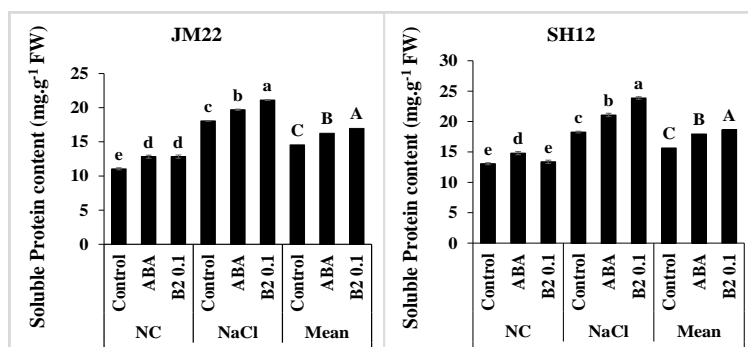 JM22
Soluble Protein content (mg.g⁻¹ FW)
25
20
15
10
5
0
e
d
d
c
b
a
C
B
A
Control
ABA
B2 0.1
Control
ABA
B2 0.1
Control
ABA
B2 0.1
NC
NaCl
Mean
SH12
Soluble Protein content (mg.g⁻¹ FW)
30
25
20
15
10
5
0
e
d
e
c
b
a
C
B
A
Control
ABA
B2 0.1
Control
ABA
B2 0.1
Control
ABA
B2 0.1
NC
NaCl
Mean